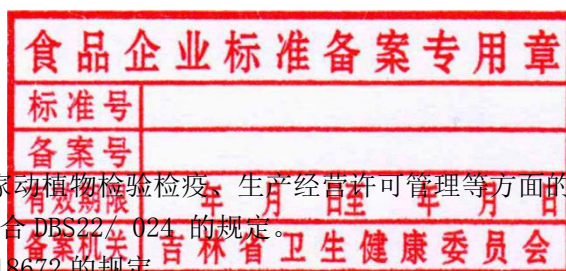 食品企业标准备案专用章
标准号
备案号
家动植物检验检疫、生产经营许可管理等方面的
有效期限 年 月 日至 年 月 日
合 DBS22/ 024 的规定。
备案机关 吉林省卫生健康委员会
18672 的规定